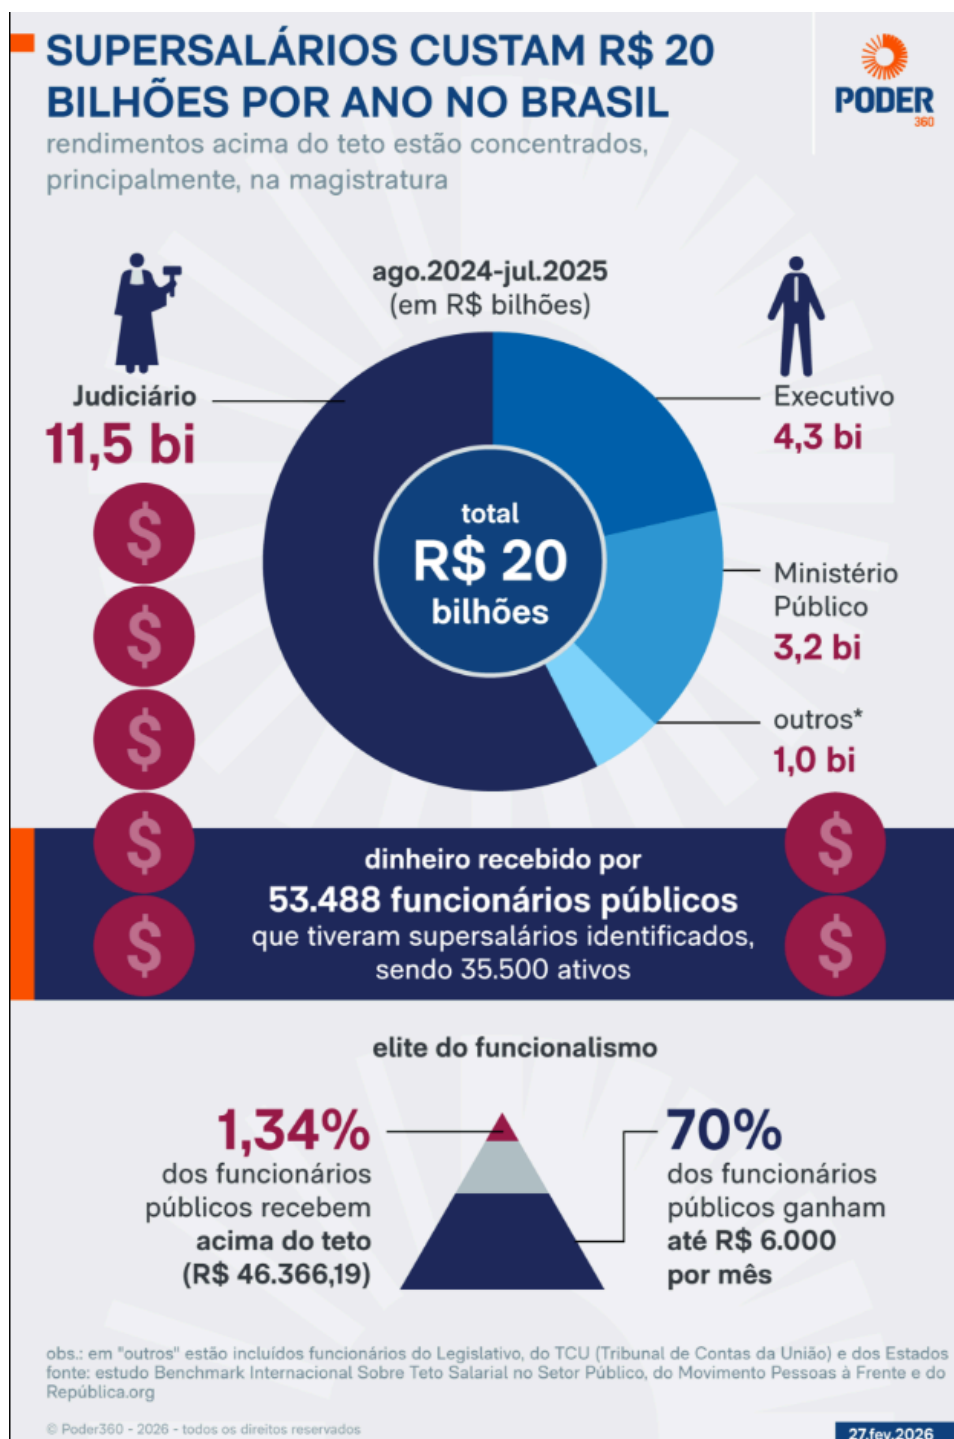 SUPERSALÁRIOS CUSTAM R$ 20
BILHÕES POR ANO NO BRASIL
rendimentos acima do teto estão concentrados,
principalmente, na magistratura
PODER
360
ago.2024-jul.2025
(em R$ bilhões)
Judiciário
11,5 bi
Executivo
4,3 bi
total
R$ 20
bilhões
Ministério
Público
3,2 bi
outros*
1,0 bi
$
$
$
$
$
$
$
dinheiro recebido por
53.488 funcionários públicos
que tiveram supersalários identificados,
sendo 35.500 ativos
elite do funcionalismo
1,34%
dos funcionários
públicos recebem
acima do teto
(R$ 46.366,19)
70%
dos funcionários
públicos ganham
até R$ 6.000
por mês
obs.: em "outros" estão incluídos funcionários do Legislativo, do TCU (Tribunal de Contas da União) e dos Estados
fonte: estudo Benchmark Internacional Sobre Teto Salarial no Setor Público, do Movimento Pessoas à Frente e do
República.org
© Poder360 - 2026 - todos os direitos reservados
27.fev.2026